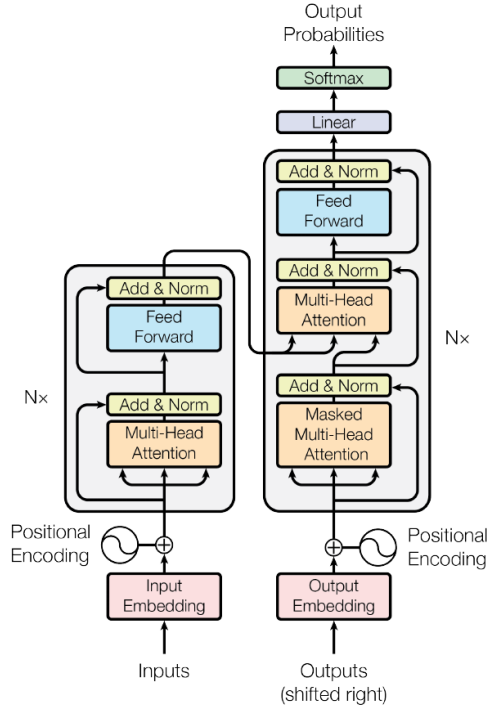 Output
Probabilities
Softmax
Linear
Add & Norm
Feed
Forward
Add & Norm
Multi-Head
Attention
Add & Norm
Masked
Multi-Head
Attention
N×
Add & Norm
Feed
Forward
Add & Norm
Multi-Head
Attention
N×
Positional
Encoding
Positional
Encoding
Input
Embedding
Output
Embedding
Inputs
Outputs
(shifted right)